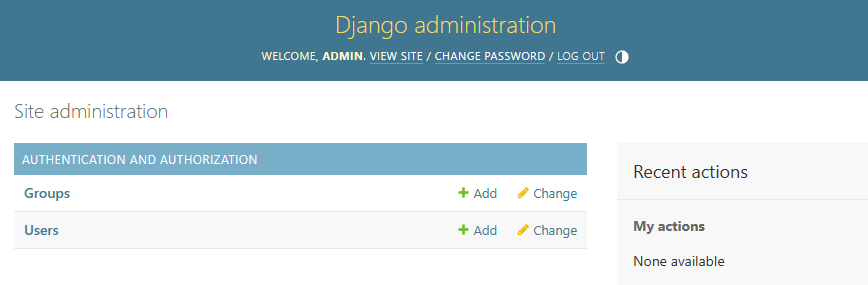 Django administration
WELCOME, ADMIN. VIEW SITE / CHANGE PASSWORD / LOG OUT
Site administration
AUTHENTICATION AND AUTHORIZATION
Groups Add Change
Users Add Change
Recent actions
My actions
None available